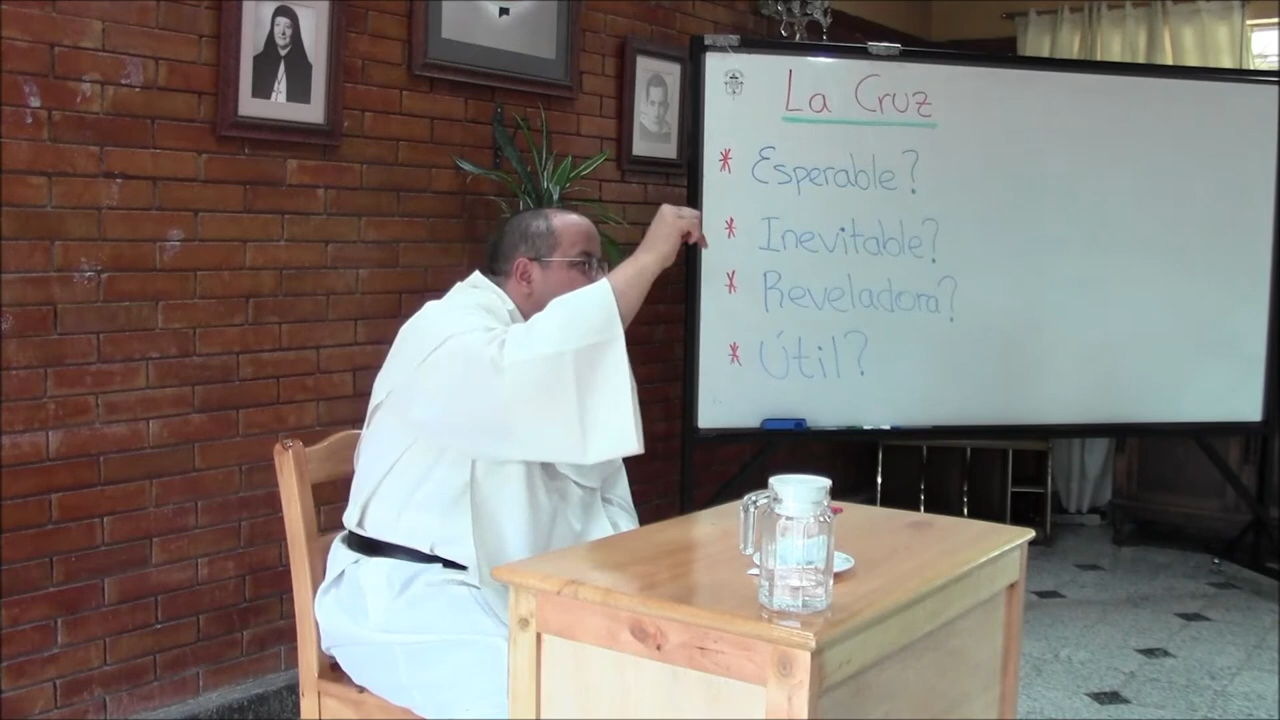 La Cruz
* Esperable?
* Inevitable?
* Reveladora?
* Útil?